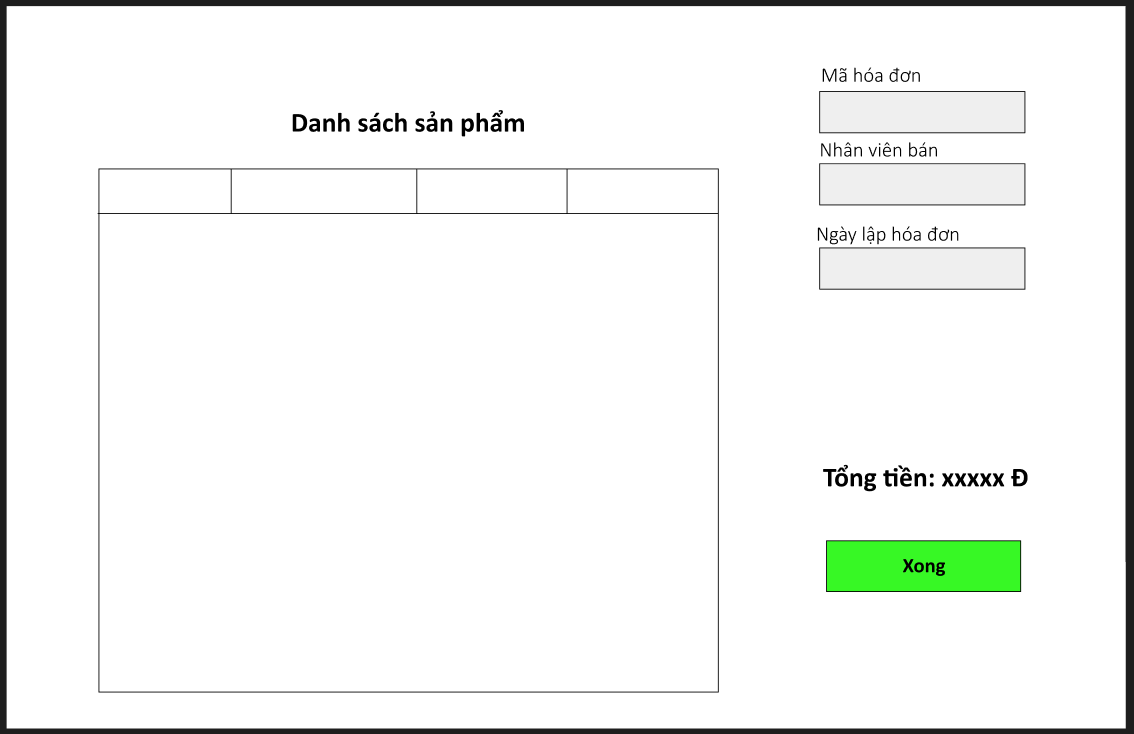 Danh sách sản phẩm
Mã hóa đơn
Nhân viên bán
Ngày lập hóa đơn
Tổng tiền: xxxxx Đ
Xong